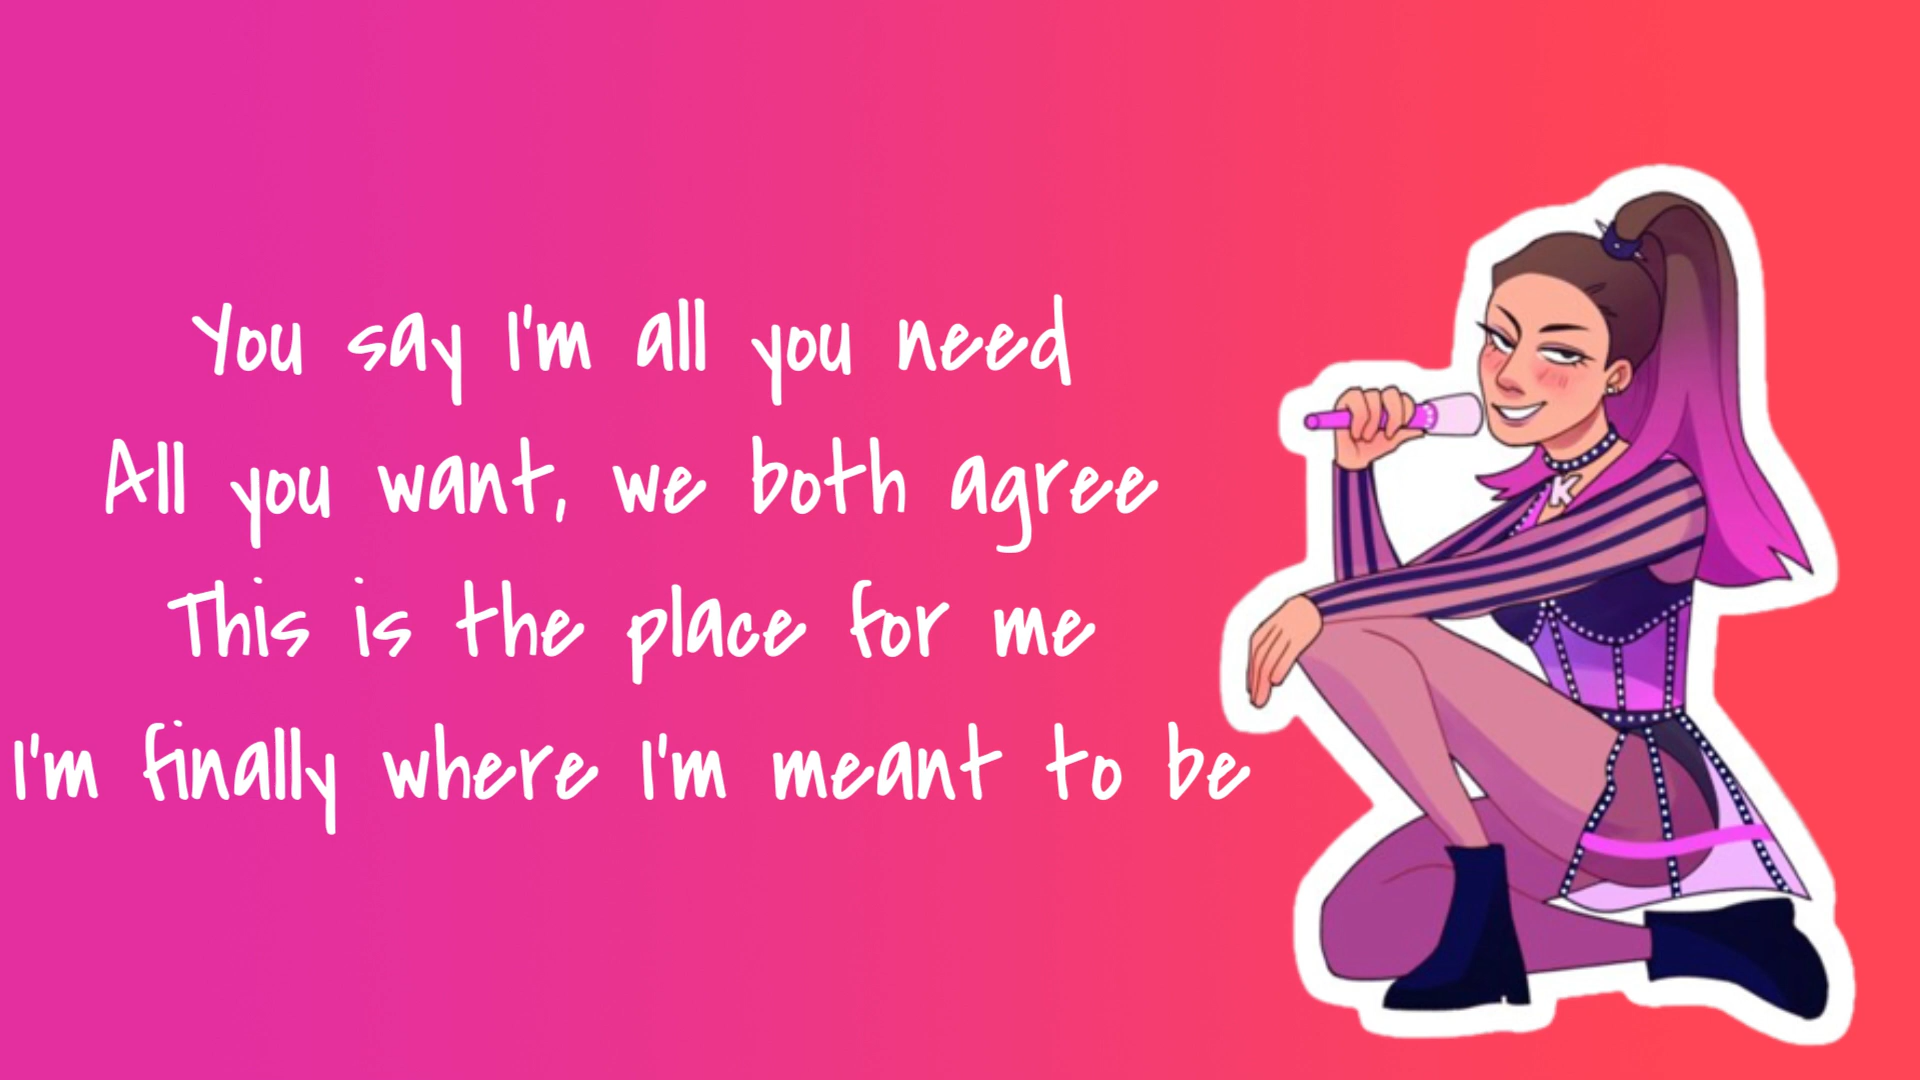 You say I'm all you need
All you want, we both agree
This is the place for me
I'm finally where I'm meant to be
K